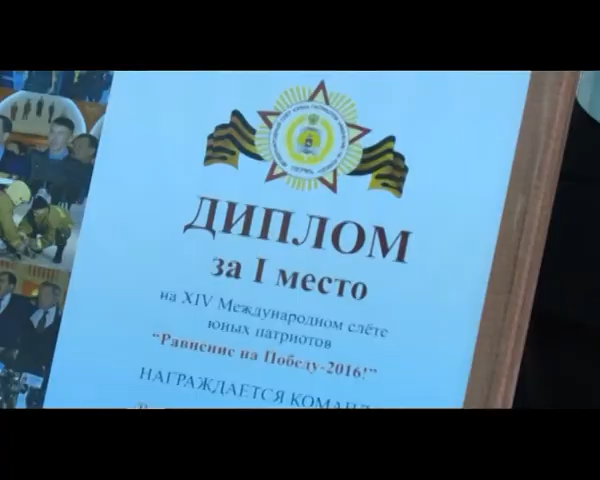 ДИПЛОМ
за I место
на XIV Международном слёте
юных патриотов
"Равнение на Победу-2016!"
НАГРАЖДАЕТСЯ